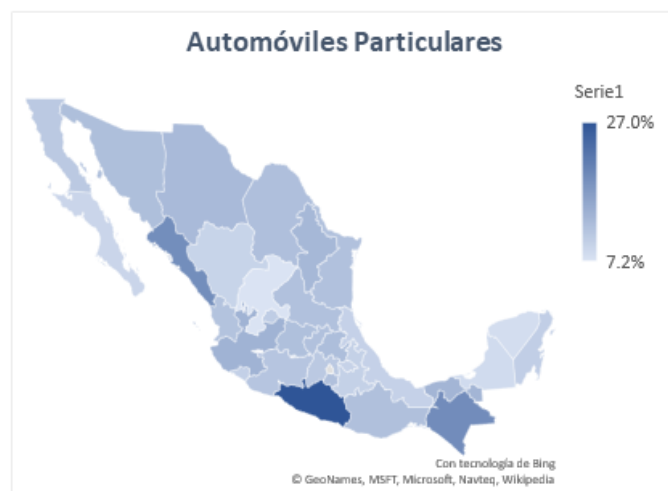 Automóviles Particulares
Serie1
27.0%
7.2%
Con tecnología de Bing
© GeoNames, MSFT, Microsoft, Navteq, Wikipedia